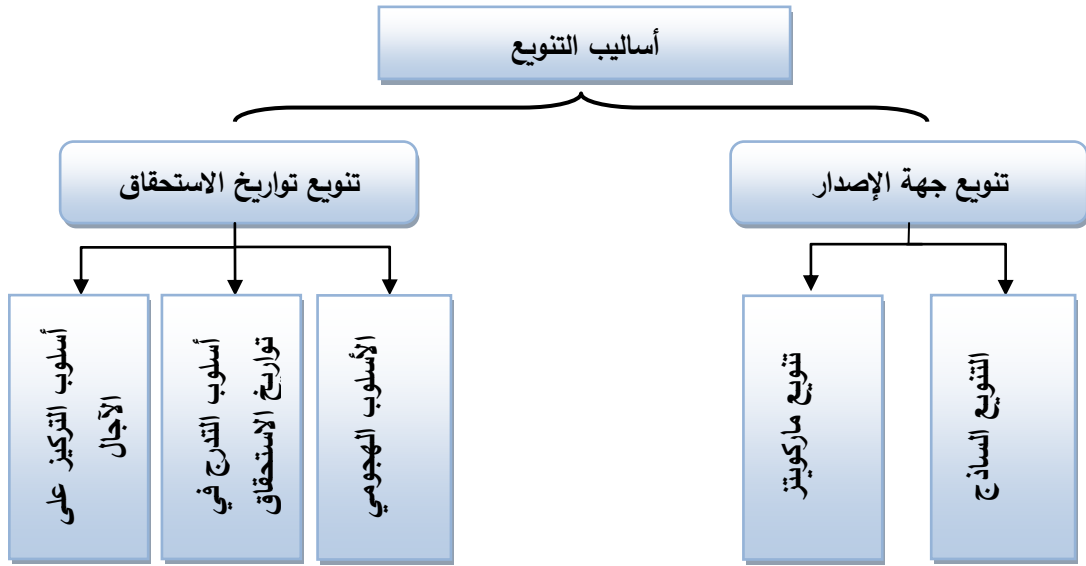 أساليب التنويع
تنويع جهة الإصدار
تنويع تواريخ الاستحقاق
التنويع الساذج
تنويع ماركويتز
الأسلوب الهجومي
أسلوب التدرج في
تواريخ الاستحقاق
أسلوب التركيز على
الآجال